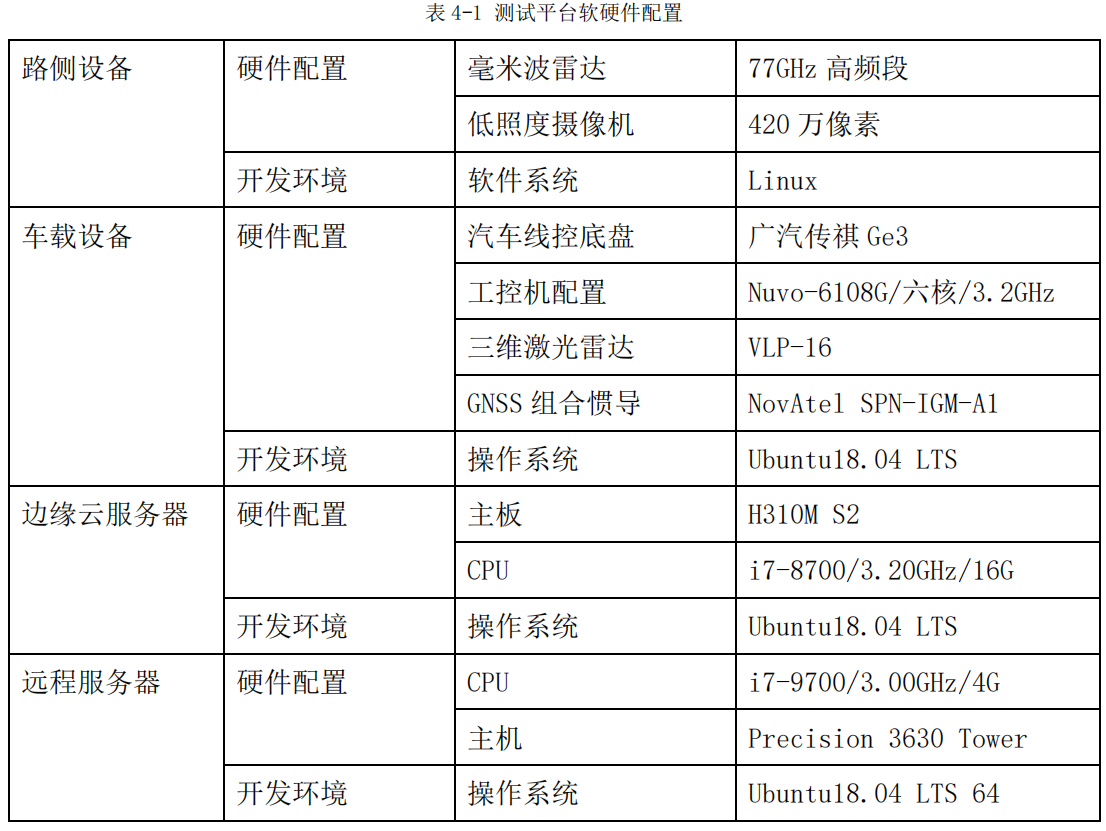 表 4-1 测试平台软硬件配置
路侧设备 硬件配置 毫米波雷达 77GHz 高频段
低照度摄像机 420 万像素
开发环境 软件系统 Linux
车载设备 硬件配置 汽车线控底盘 广汽传祺 Ge3
工控机配置 Nuvo-6108G/六核/3.2GHz
三维激光雷达 VLP-16
GNSS 组合惯导 NovAtel SPN-IGM-A1
开发环境 操作系统 Ubuntu18.04 LTS
边缘云服务器 硬件配置 主板 H310M S2
CPU i7-8700/3.20GHz/16G
开发环境 操作系统 Ubuntu18.04 LTS
远程服务器 硬件配置 CPU i7-9700/3.00GHz/4G
主机 Precision 3630 Tower
开发环境 操作系统 Ubuntu18.04 LTS 64